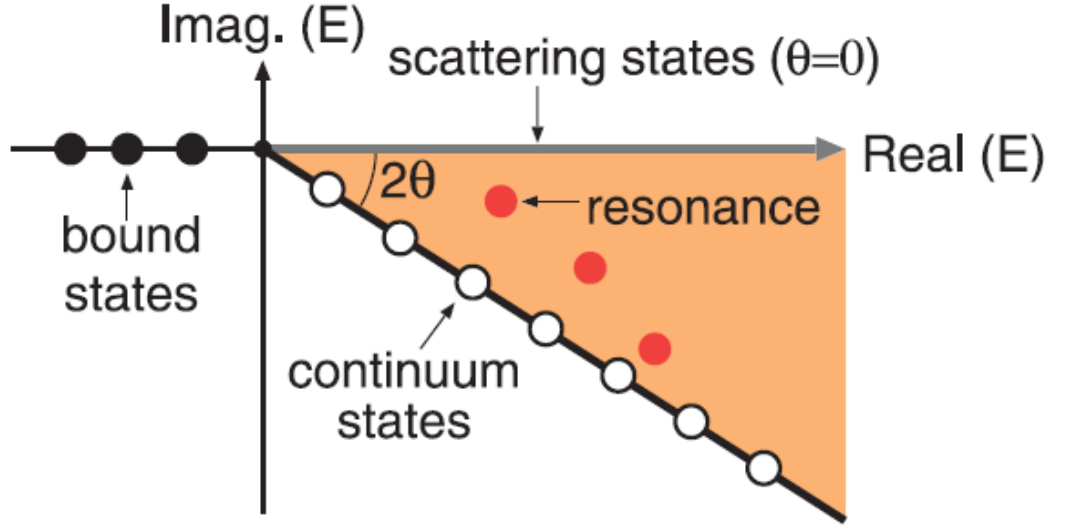 Imag. (E)
scattering states (θ=0)
Real (E)
2θ
resonance
bound
states
continuum
states